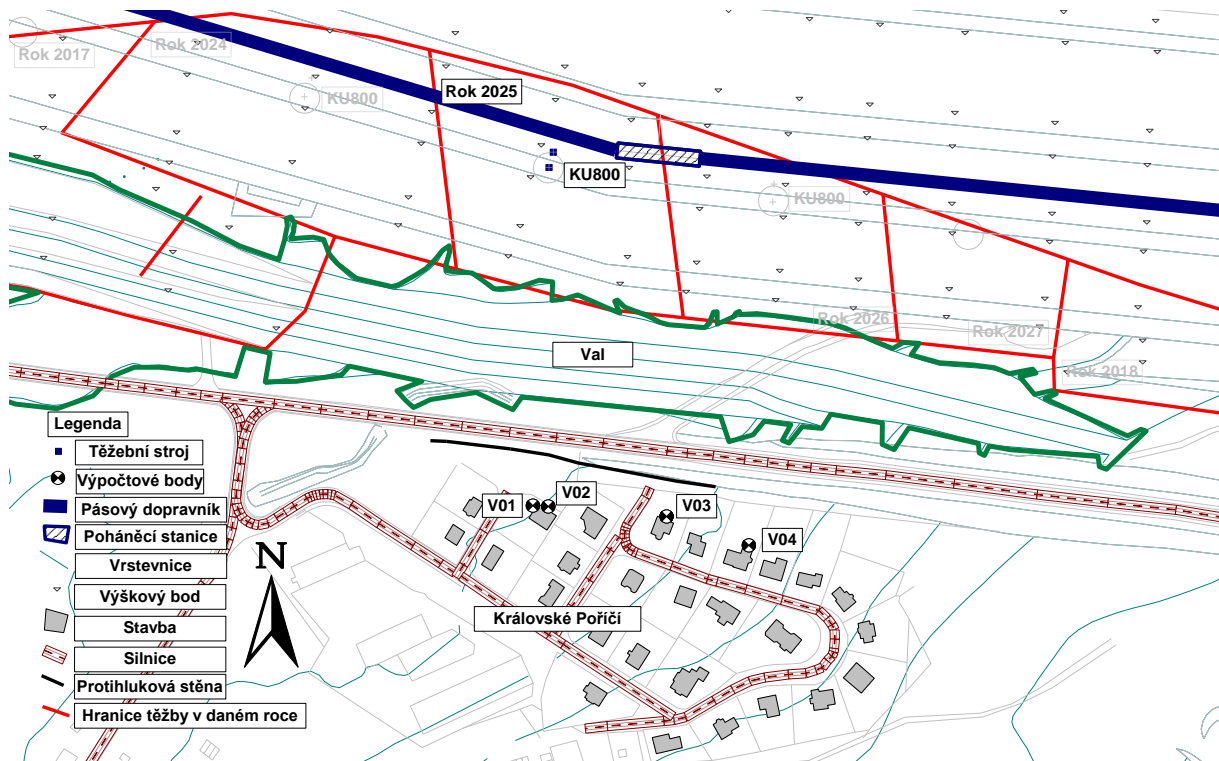 Rok 2017
Rok 2024
KU800
Rok 2025
KU800
KU800
Rok 2026
Rok 2027
Rok 2018
Val
Legenda
Těžební stroj
Výpočtové body
Pásový dopravník
Poháněcí stanice
Vrstevnice
Výškový bod
Stavba
Silnice
Protihluková stěna
Hranice těžby v daném roce
N
V01
V02
V03
V04
Královské Poříčí